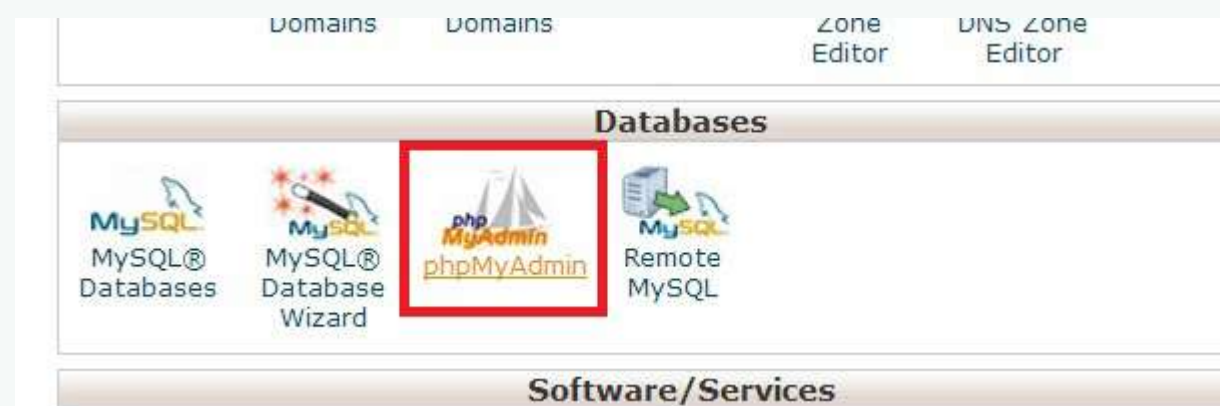 Domains Domains Zone DNS Zone
Editor Editor
Databases
MySQL MySQL php MyAdmin MySQL
MySQL® MySQL® phpMyAdmin Remote
Databases Database MySQL
Wizard
Software/Services